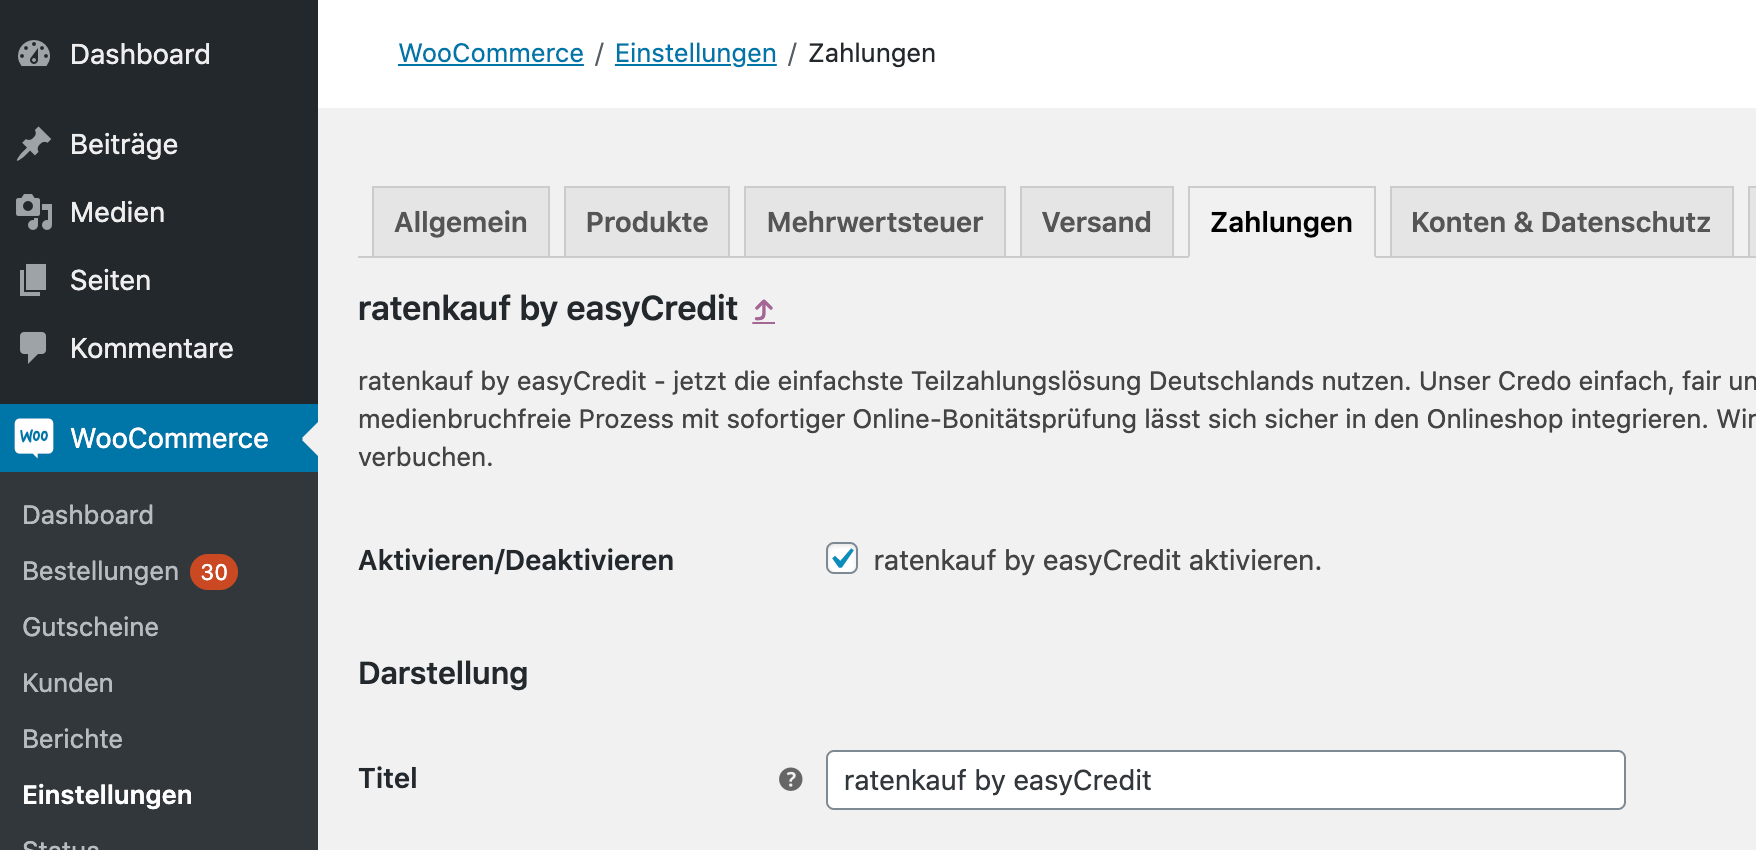 Dashboard
Beiträge
Medien
Seiten
Kommentare
Woo WooCommerce
Dashboard
Bestellungen 30
Gutscheine
Kunden
Berichte
Einstellungen
Status
WooCommerce / Einstellungen / Zahlungen
Allgemein Produkte Mehrwertsteuer Versand Zahlungen Konten & Datenschutz
ratenkauf by easyCredit ⤴
ratenkauf by easyCredit - jetzt die einfachste Teilzahlungslösung Deutschlands nutzen. Unser Credo einfach, fair un
medienbruchfreie Prozess mit sofortiger Online-Bonitätsprüfung lässt sich sicher in den Onlineshop integrieren. Wir
verbuchen.
Aktivieren/Deaktivieren ratenkauf by easyCredit aktivieren.
Darstellung
Titel ? ratenkauf by easyCredit